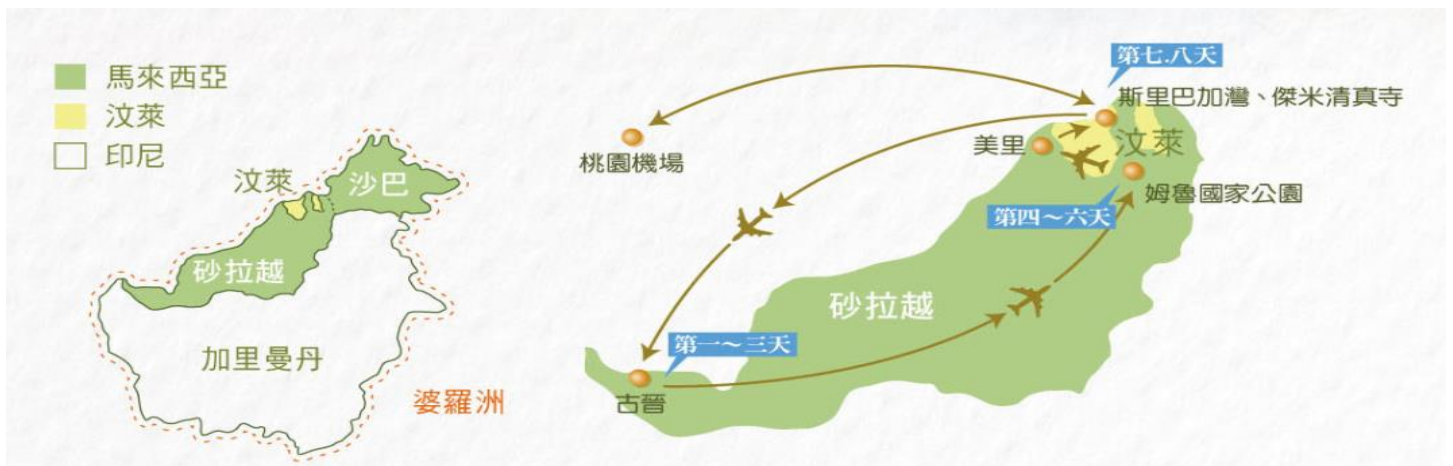 馬來西亞
汶萊
印尼
汶萊
沙巴
砂拉越
加里曼丹
婆羅洲
第七.八天
斯里巴加灣、傑米清真寺
桃園機場
美里
汶萊
姆魯國家公園
第四～六天
砂拉越
第一～三天
古晉